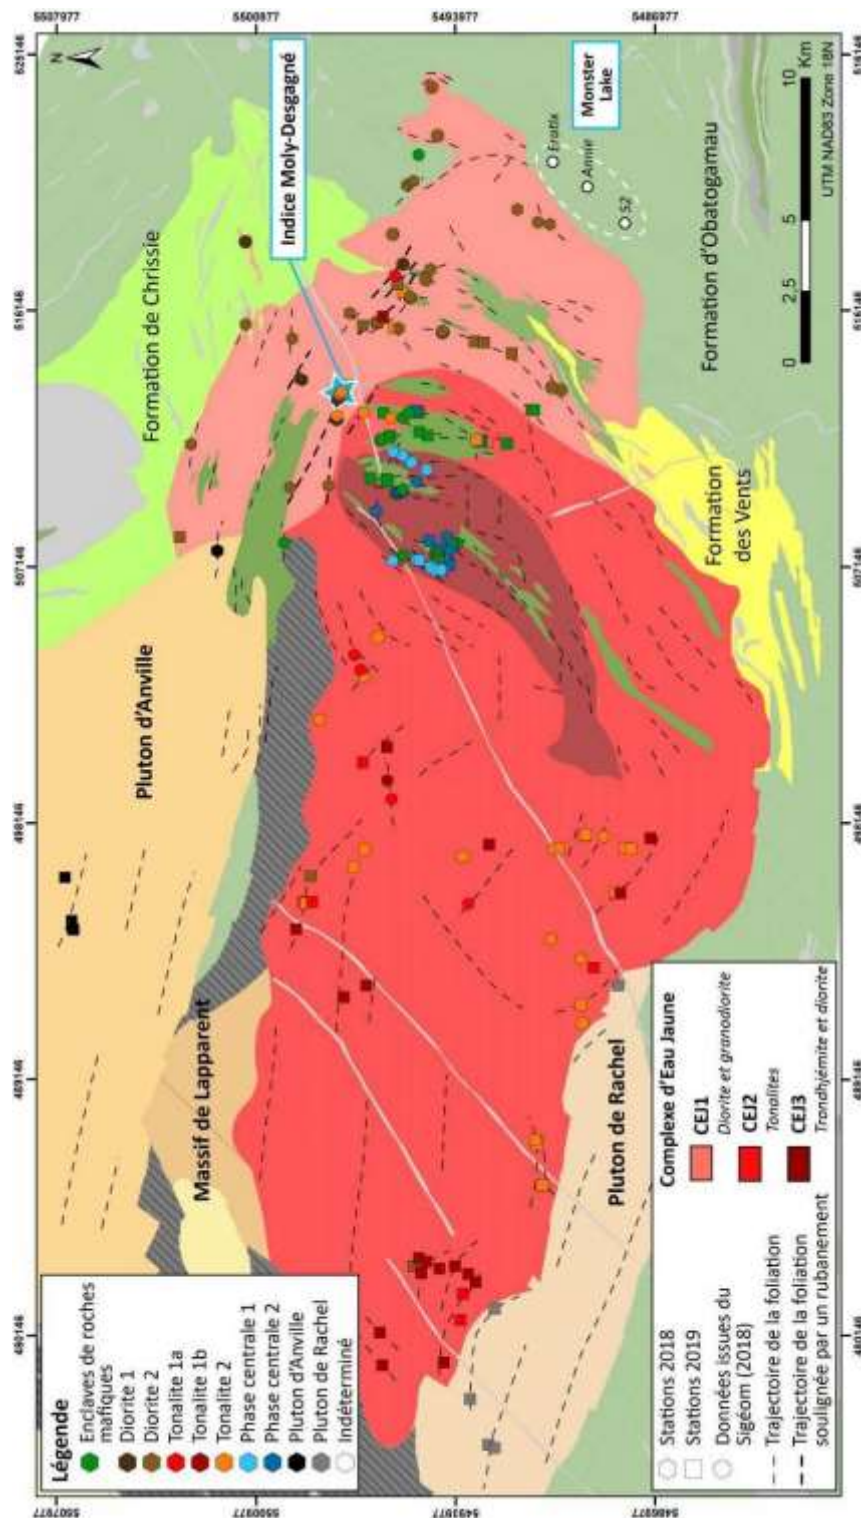 480146 489146 498146 507146 516146 525146
5507977
5500977
5493977
5486977
Légende
Enclaves de roches
mafiques
Diorite 1
Diorite 2
Tonalite 1a
Tonalite 1b
Tonalite 2
Phase centrale 1
Phase centrale 2
Pluton d'Anville
Pluton de Rachel
Indéterminé
Massif de Lapparent
Pluton d'Anville
Formation de Chrissie
N
Indice Moly-Desgagné
Pluton de Rachel
Formation
des Vents
Formation d'Obatogamau
Monster
Lake
Erratix
Annie
52
Stations 2018
Stations 2019
Données issues du
Sigéom (2018)
Trajectoire de la foliation
Trajectoire de la foliation
soulignée par un rubanement
Complexe d'Eau Jaune
CEJ1
Diorite et granodiorite
CEJ2
Tonalites
CEJ3
Trondhjémite et diorite
0 2,5 5 10
Km
UTM NAD83 Zone 18N